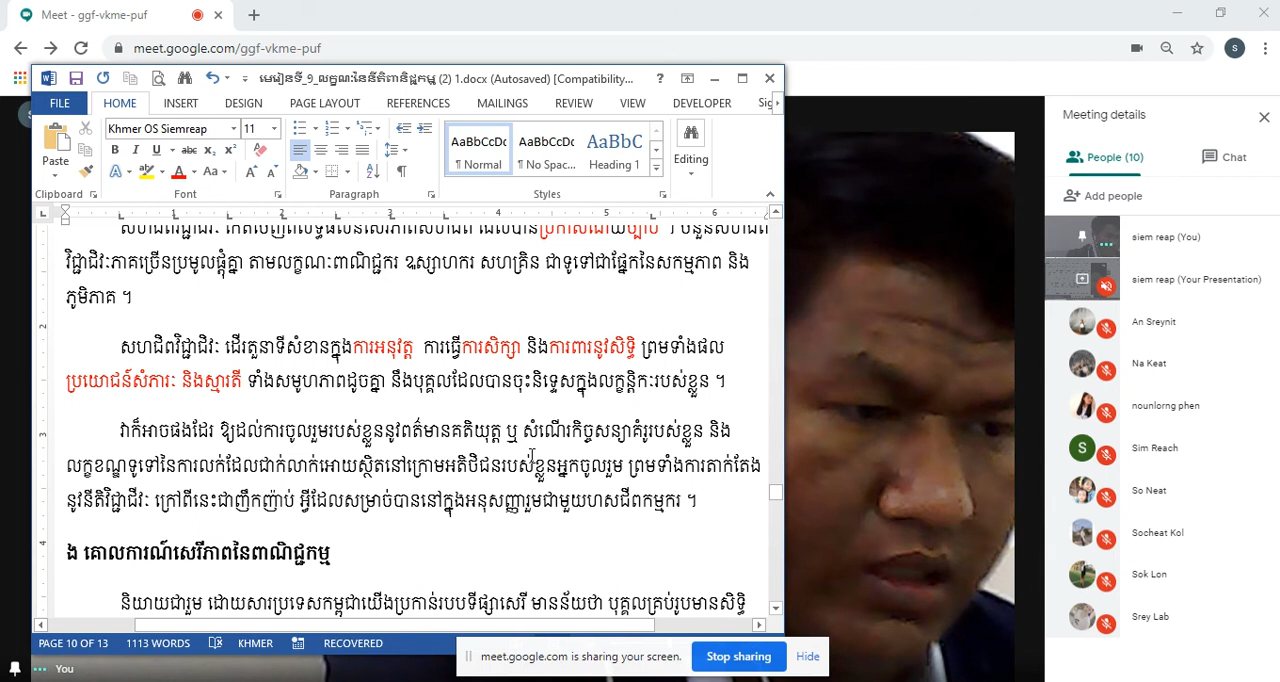 Meet - ggf-vkme-puf
meet.google.com/ggf-vkme-puf
S
មេរៀនទី_9_លក្ខណៈនៃនីតិពាណិជ្ជកម្ម (2) 1.docx (Autosaved) [Compatibility...
FILE HOME INSERT DESIGN PAGE LAYOUT REFERENCES MAILINGS REVIEW VIEW DEVELOPER Sig
Khmer OS Siemreap 11
AaBbCcDc AaBbCcDc AaBbC
¶ Normal ¶ No Spac... Heading 1
Paste
Editing
Clipboard Font Paragraph Styles
វិជ្ជាជីវៈភាគច្រើនប្រមូលផ្តុំគ្នា តាមលក្ខណៈពាណិជ្ជករ ឩស្សាហករ សហគ្រិន ជាទូទៅជាផ្នែកនៃសកម្មភាព និង
ភូមិភាគ ។
សហជិពវិជ្ជាជីវៈ ដើរតួនាទីសំខានក្នុងការអនុវត្ត ការធ្វើការសិក្សា និងការពារនូវសិទ្ធិ ព្រមទាំងផល
ប្រយោជន៍សំភារៈ និងស្មារតី ទាំងសមូហភាពដូចគ្នា នឹងបុគ្គលដែលបានចុះនិទ្ទេសក្នុងលក្ខន្តិកៈរបស់ខ្លួន ។
វាក៏អាចផងដែរ ឱ្យដល់ការចូលរួមរបស់ខ្លួននូវពត៌មានគតិយុត្ត ឬ សំណើរកិច្ចសន្យាគំរូរបស់ខ្លួន និង
លក្ខខណ្ឌទូទៅនៃការលក់ដែលដាក់លាក់អោយស្ថិតនៅក្រោមអតិថិជនរបស់ខ្លួនអ្នកចូលរួម ព្រមទាំងការតាក់តែង
នូវនីតិវិជ្ជាជីវៈ ក្រៅពីនេះជាញឹកញ៉ាប់ អ្វីដែលសម្រាច់បាននៅក្នុងអនុសញ្ញារួមជាមួយហសជីពកម្មករ ។
ង គោលការណ៍សេរីភាពនៃពាណិជ្ជកម្ម
និយាយជារួម ដោយសារប្រទេសកម្ពុជាយើងប្រកាន់របបទីផ្សាសេរី មានន័យថា បុគ្គលគ្រប់រូបមានសិទ្ធិ
PAGE 10 OF 13 1113 WORDS KHMER RECOVERED
meet.google.com is sharing your screen. Stop sharing Hide
You
Meeting details
People (10) Chat
Add people
siem reap (You)
siem reap (Your Presentation)
An Sreynit
Na Keat
nounlorng phen
S Sim Reach
So Neat
Socheat Kol
Sok Lon
Srey Lab